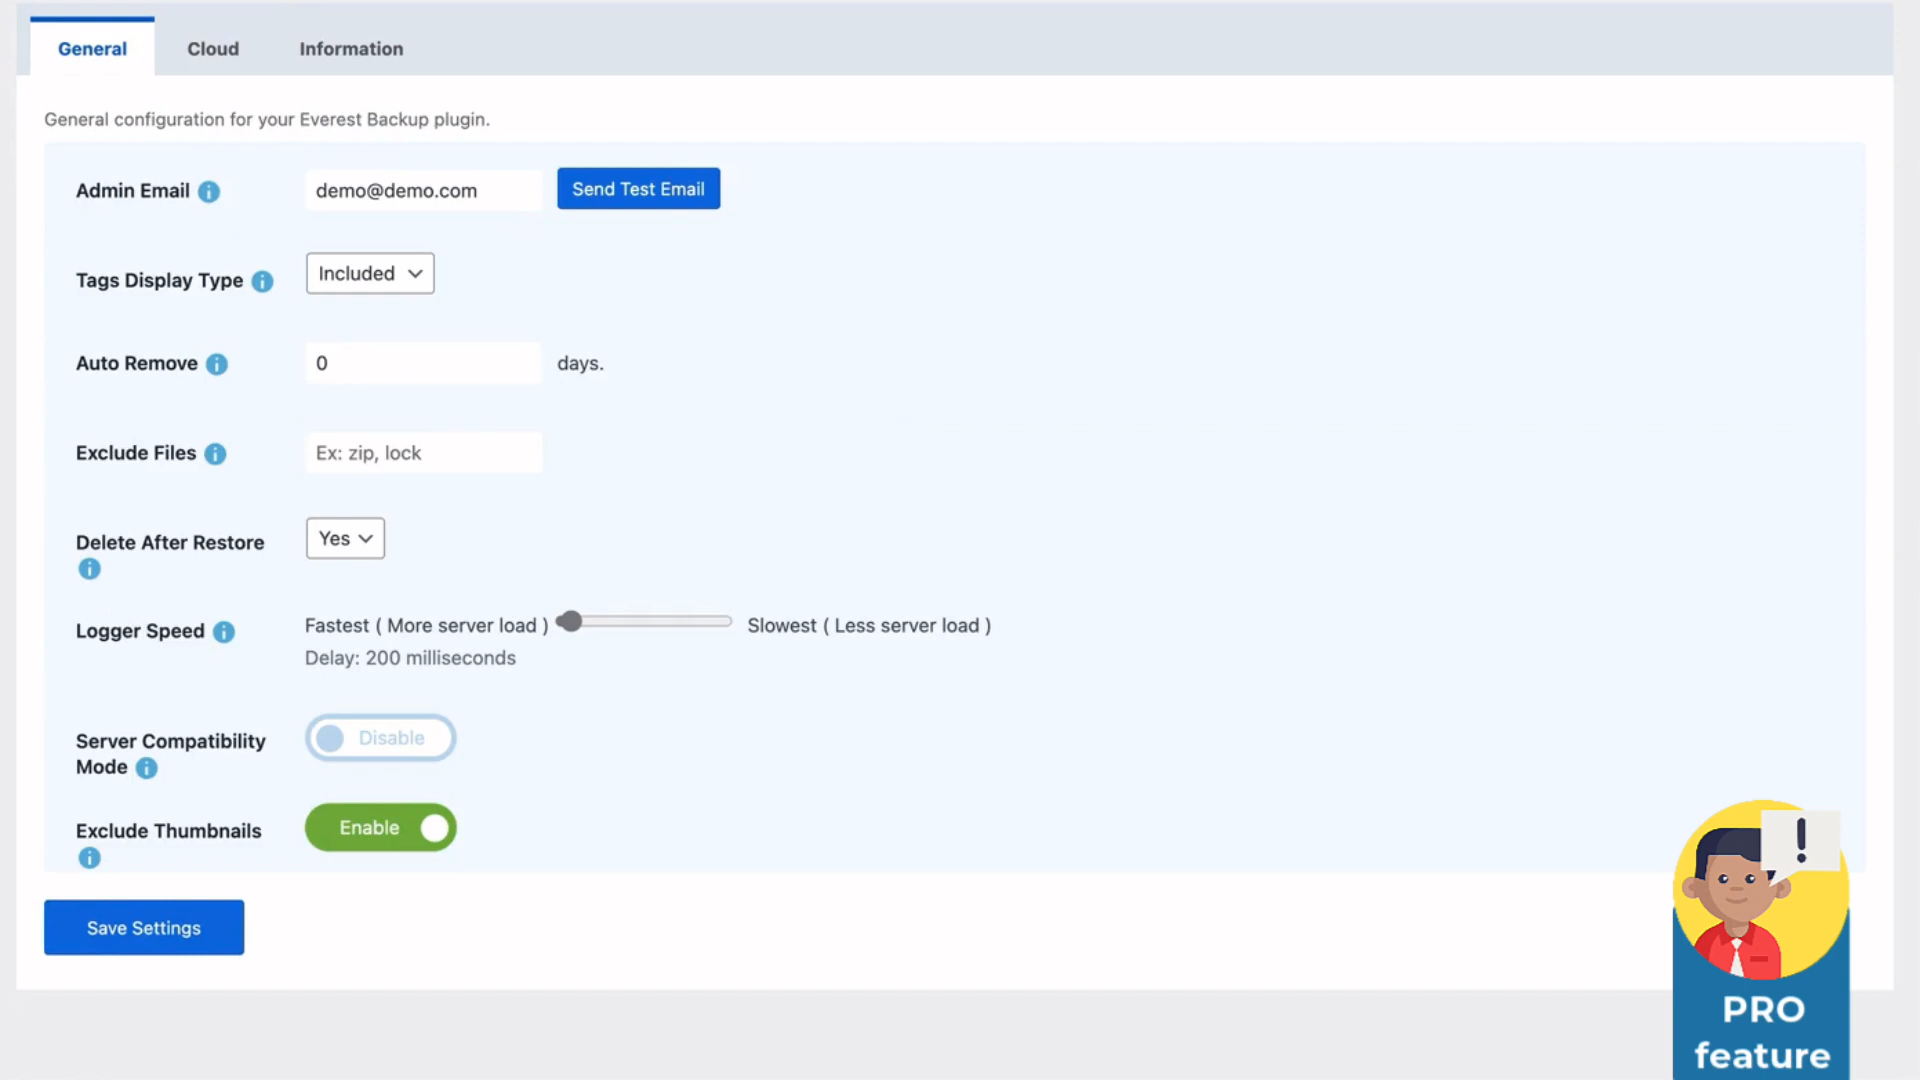 General
Cloud
Information
General configuration for your Everest Backup plugin.
Admin Email
demo@demo.com
Send Test Email
Tags Display Type
Included
Auto Remove
0
days.
Exclude Files
Ex: zip, lock
Delete After Restore
Yes
Logger Speed
Fastest ( More server load )
Slowest ( Less server load )
Delay: 200 milliseconds
Server Compatibility
Mode
Disable
Exclude Thumbnails
Enable
Save Settings
!
PRO
feature